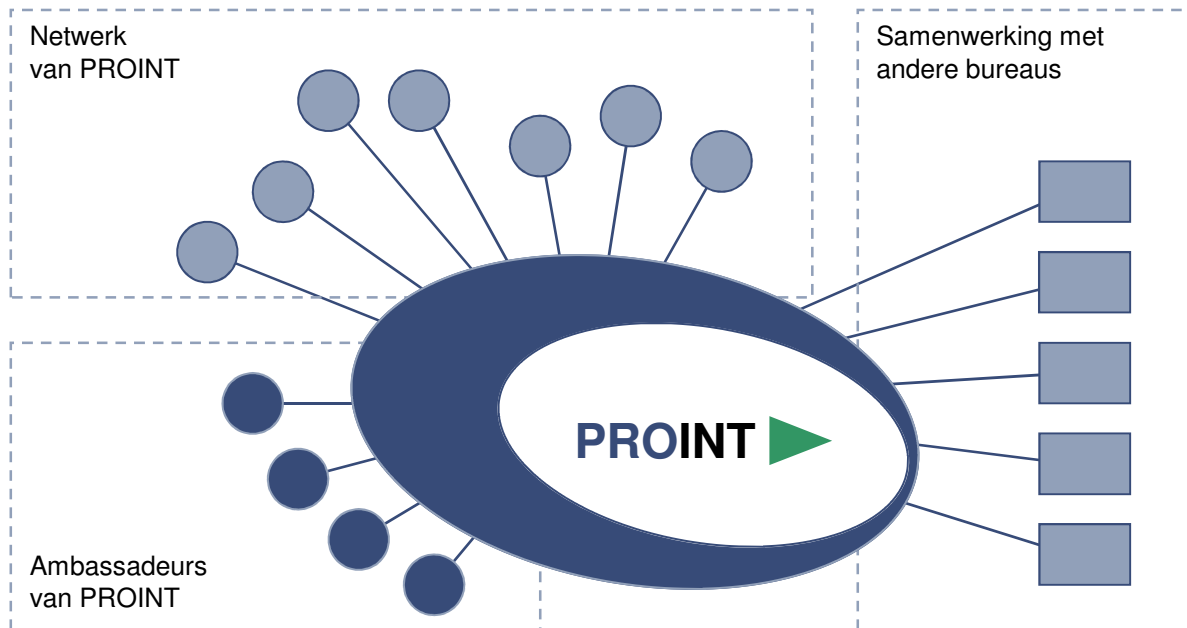 Netwerk
van PROINT
Samenwerking met
andere bureaus
PROINT
Ambassadeurs
van PROINT